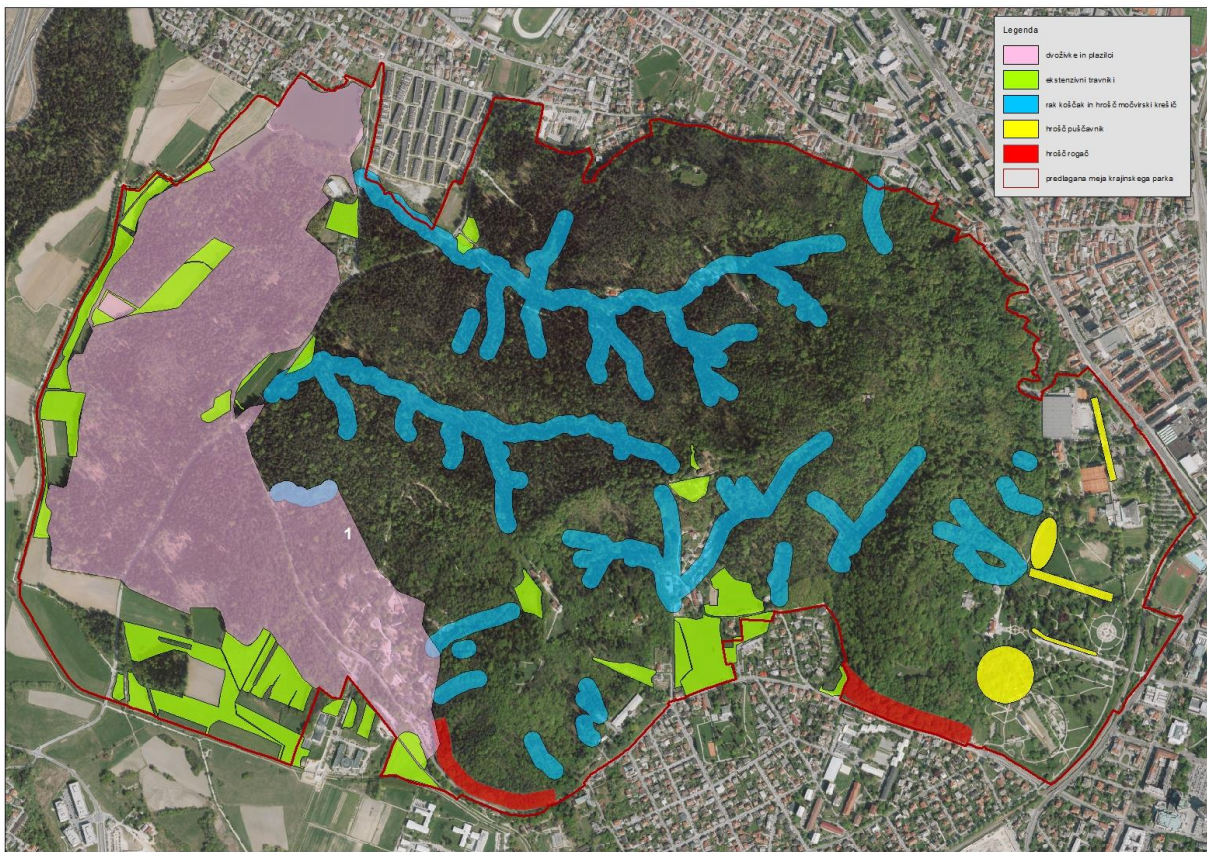 Legenda
dvoživke in plazilci
ekstenzivni travniki
rak koščak in hrošč močvirski krešič
hrošč puščavnik
hrošč rogač
predlagana meja krajinskega parka
1